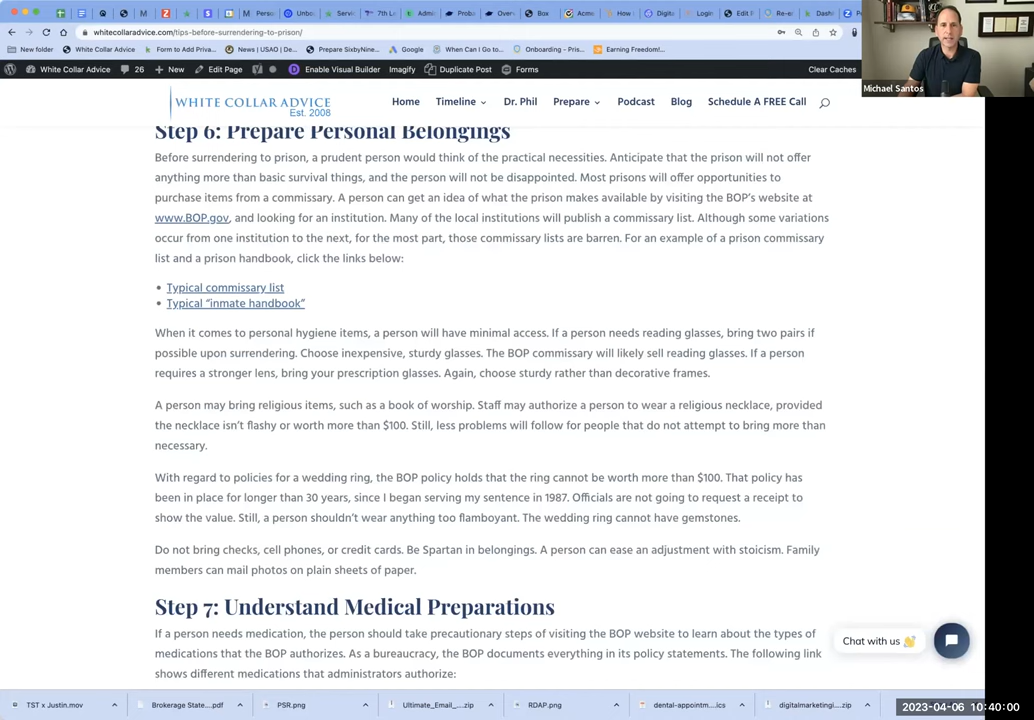 Perso
Unbo
Servic
7th L
Admi
Proba
Over
Box
Acme
How
Digit
Login
Edit P
Re-e
Dash
whitecollaradvice.com/tips-before-surrendering-to-prison/
New folder White Collar Advice Form to Add Priva... News | USAO | De... Prepare SixbyNine... Google When Can I Go to... Onboarding - Pris... Earning Freedom!...
White Collar Advice 26 New Edit Page Enable Visual Builder Imagify Duplicate Post Forms Clear Caches
Michael Santos
WHITE COLLAR ADVICE
Est. 2008
Home Timeline Dr. Phil Prepare Podcast Blog Schedule A FREE Call
Step 6: Prepare Personal Belongings
Before surrendering to prison, a prudent person would think of the practical necessities. Anticipate that the prison will not offer
anything more than basic survival things, and the person will not be disappointed. Most prisons will offer opportunities to
purchase items from a commissary. A person can get an idea of what the prison makes available by visiting the BOP's website at
www.BOP.gov, and looking for an institution. Many of the local institutions will publish a commissary list. Although some variations
occur from one institution to the next, for the most part, those commissary lists are barren. For an example of a prison commissary
list and a prison handbook, click the links below:
• Typical commissary list
• Typical "inmate handbook"
When it comes to personal hygiene items, a person will have minimal access. If a person needs reading glasses, bring two pairs if
possible upon surrendering. Choose inexpensive, sturdy glasses. The BOP commissary will likely sell reading glasses. If a person
requires a stronger lens, bring your prescription glasses. Again, choose sturdy rather than decorative frames.
A person may bring religious items, such as a book of worship. Staff may authorize a person to wear a religious necklace, provided
the necklace isn't flashy or worth more than $100. Still, less problems will follow for people that do not attempt to bring more than
necessary.
With regard to policies for a wedding ring, the BOP policy holds that the ring cannot be worth more than $100. That policy has
been in place for longer than 30 years, since I began serving my sentence in 1987. Officials are not going to request a receipt to
show the value. Still, a person shouldn't wear anything too flamboyant. The wedding ring cannot have gemstones.
Do not bring checks, cell phones, or credit cards. Be Spartan in belongings. A person can ease an adjustment with stoicism. Family
members can mail photos on plain sheets of paper.
Step 7: Understand Medical Preparations
If a person needs medication, the person should take precautionary steps of visiting the BOP website to learn about the types of
medications that the BOP authorizes. As a bureaucracy, the BOP documents everything in its policy statements. The following link
shows different medications that administrators authorize:
Chat with us 👋
TST x Justin.mov Brokerage State....pdf PSR.png Ultimate_Email_....zip RDAP.png dental-appointm....ics digitalmarketingi....zip
2023-04-06 10:40:00